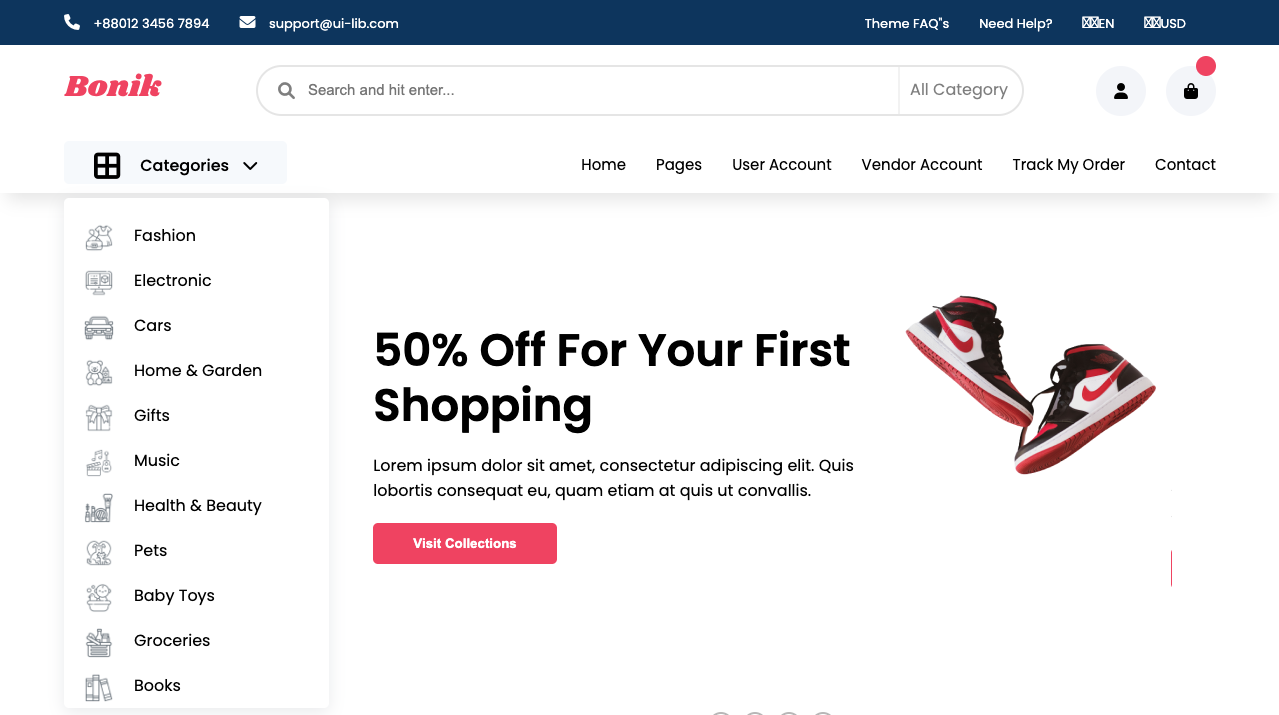 +88012 3456 7894
support@ui-lib.com
Theme FAQ"s
Need Help?
EN
USD
Bonik
Search and hit enter...
All Category
Categories
Home
Pages
User Account
Vendor Account
Track My Order
Contact
Fashion
Electronic
Cars
Home & Garden
Gifts
Music
Health & Beauty
Pets
Baby Toys
Groceries
Books
50% Off For Your First
Shopping
Lorem ipsum dolor sit amet, consectetur adipiscing elit. Quis
lobortis consequat eu, quam etiam at quis ut convallis.
Visit Collections